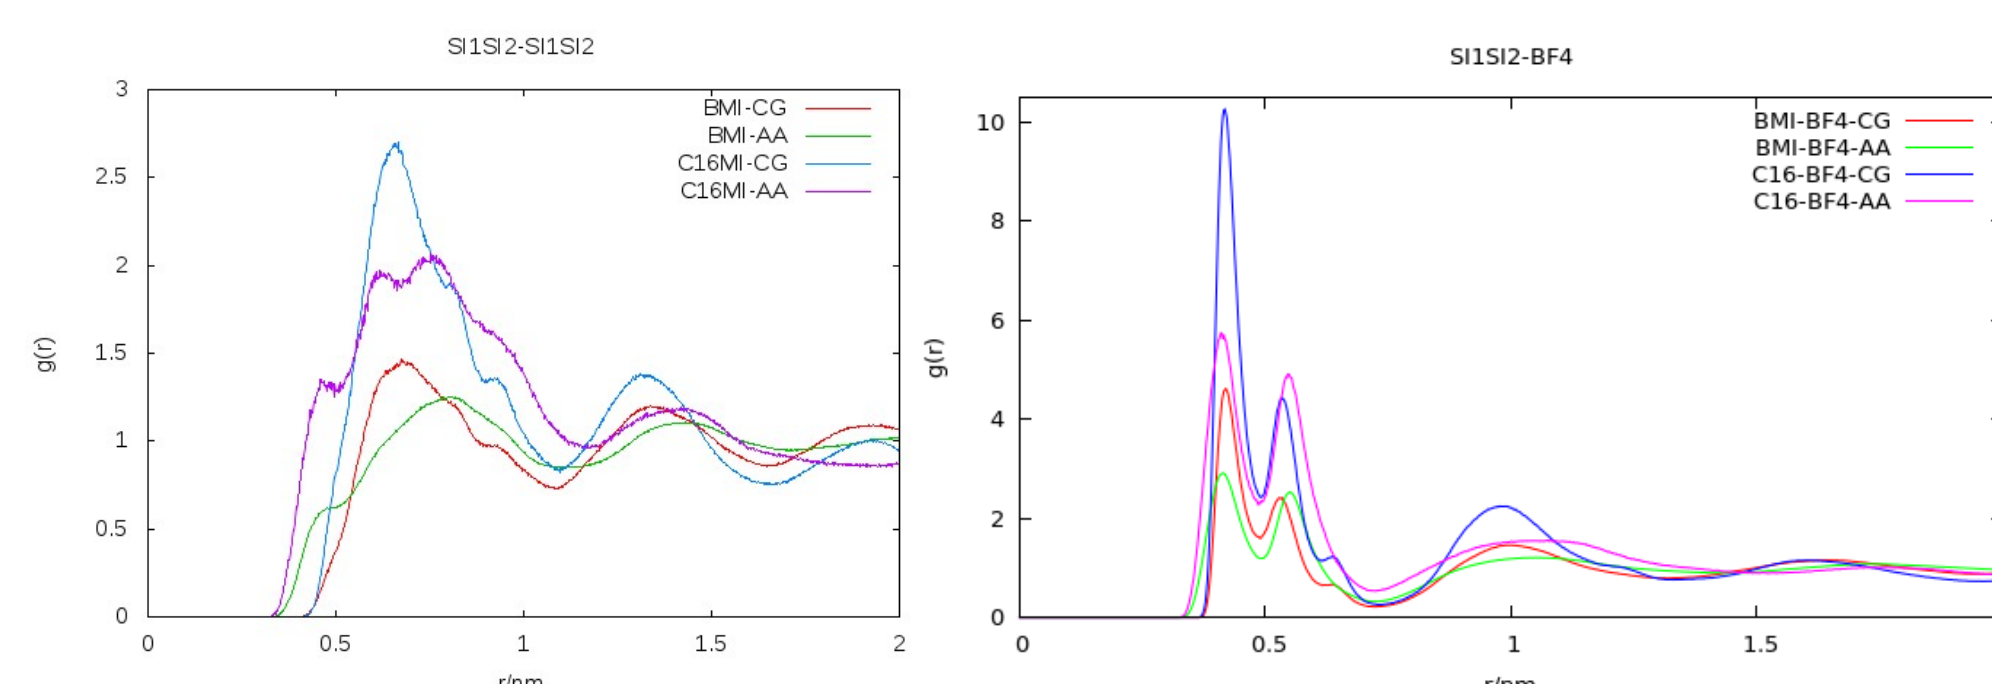 SI1SI2-SI1SI2
3
2.5
2
1.5
1
0.5
0
g(r)
BMI-CG
BMI-AA
C16MI-CG
C16MI-AA
0 0.5 1 1.5 2
r/nm
SI1SI2-BF4
10
8
6
4
2
0
g(r)
BMI-BF4-CG
BMI-BF4-AA
C16-BF4-CG
C16-BF4-AA
0 0.5 1 1.5
r/nm